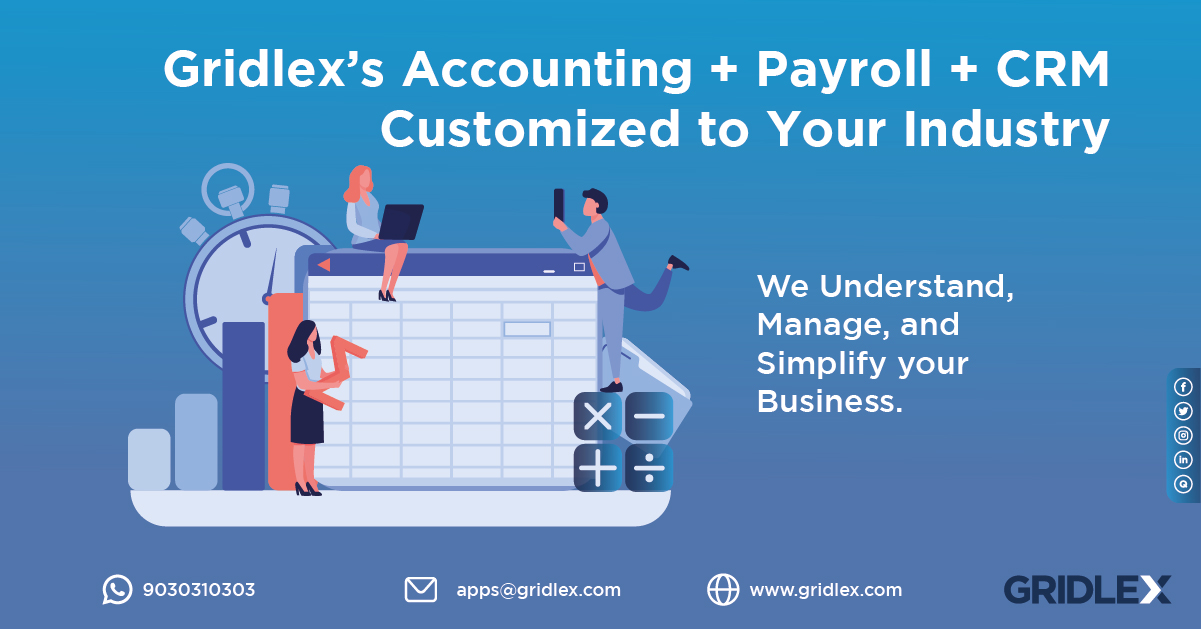 Gridlex’s Accounting + Payroll + CRM
Customized to Your Industry
We Understand,
Manage, and
Simplify your
Business.
9030310303
apps@gridlex.com
www.gridlex.com
GRIDLEX